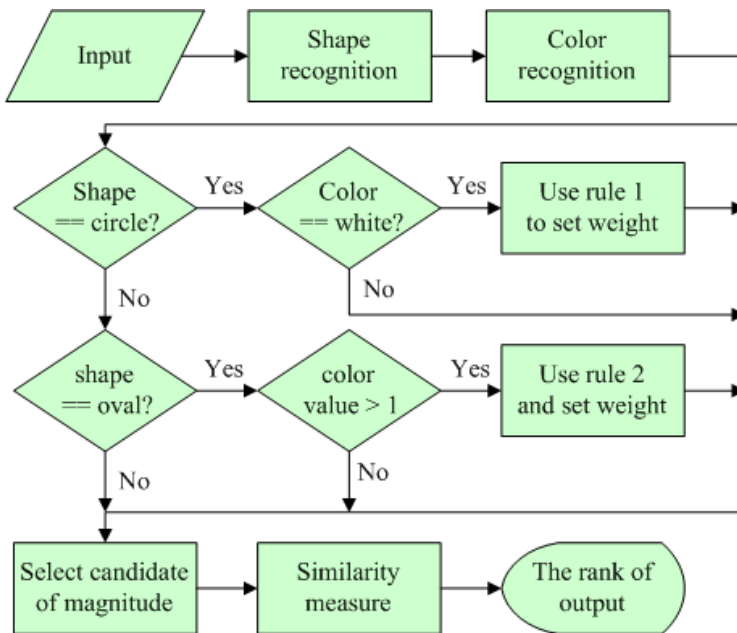 Input
Shape
recognition
Color
recognition
Shape
== circle?
Yes
Color
== white?
Yes
Use rule 1
to set weight
No
No
shape
== oval?
Yes
color
value > 1
Yes
Use rule 2
and set weight
No
No
Select candidate
of magnitude
Similarity
measure
The rank of
output